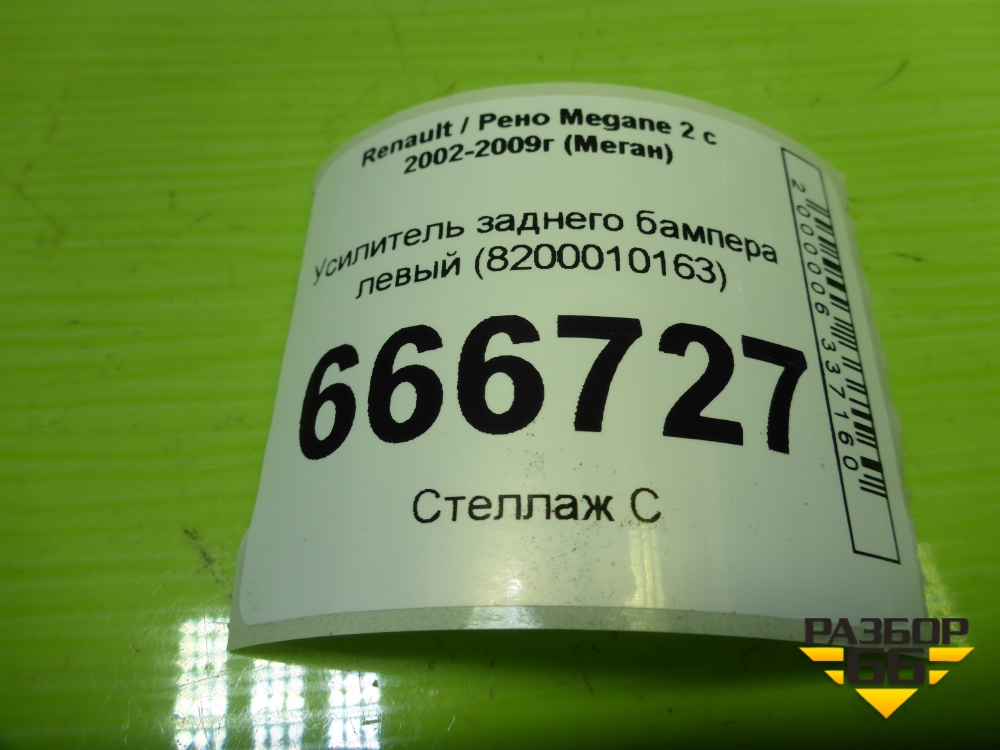 Renault / Рено Megane 2 с
2002-2009г (Меган)
Усилитель заднего бампера
левый (8200010163)
666727
Стеллаж С
2000006337160
РАЗБОР
66